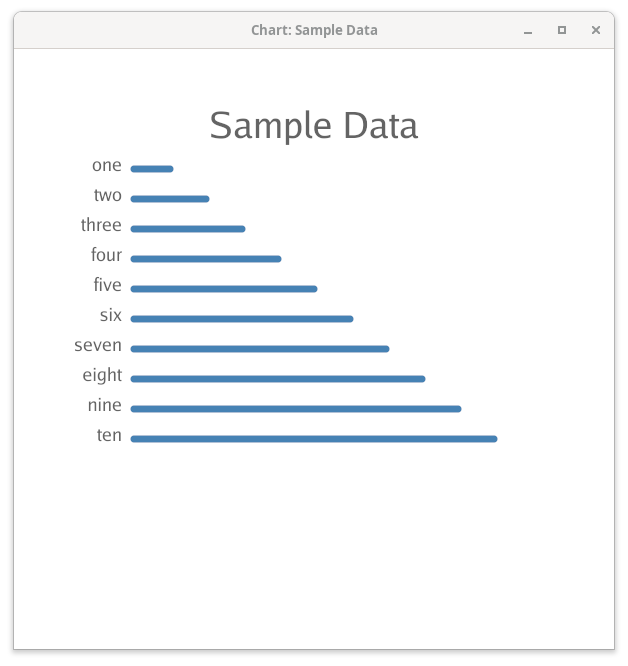 Chart: Sample Data
Sample Data
one
two
three
four
five
six
seven
eight
nine
ten